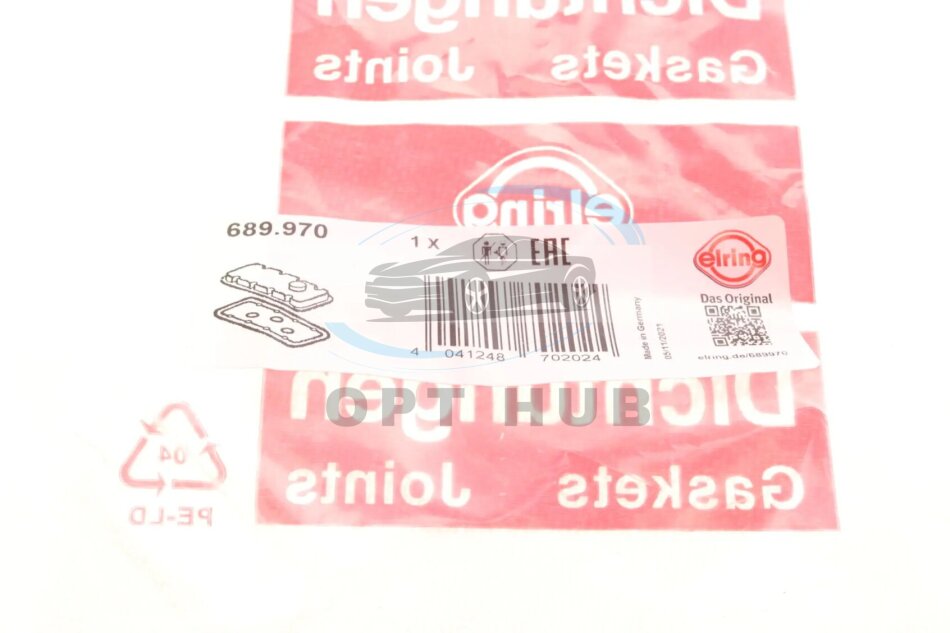 Dichtungen
Gaskets Joints
elring
689.970
1 x
EAC
elring
Das Original
Made in Germany
05/11/2021
4 041248 702024
elring.de/689970
OPT HUB
Dichtungen
Gaskets Joints
04
PE-LD